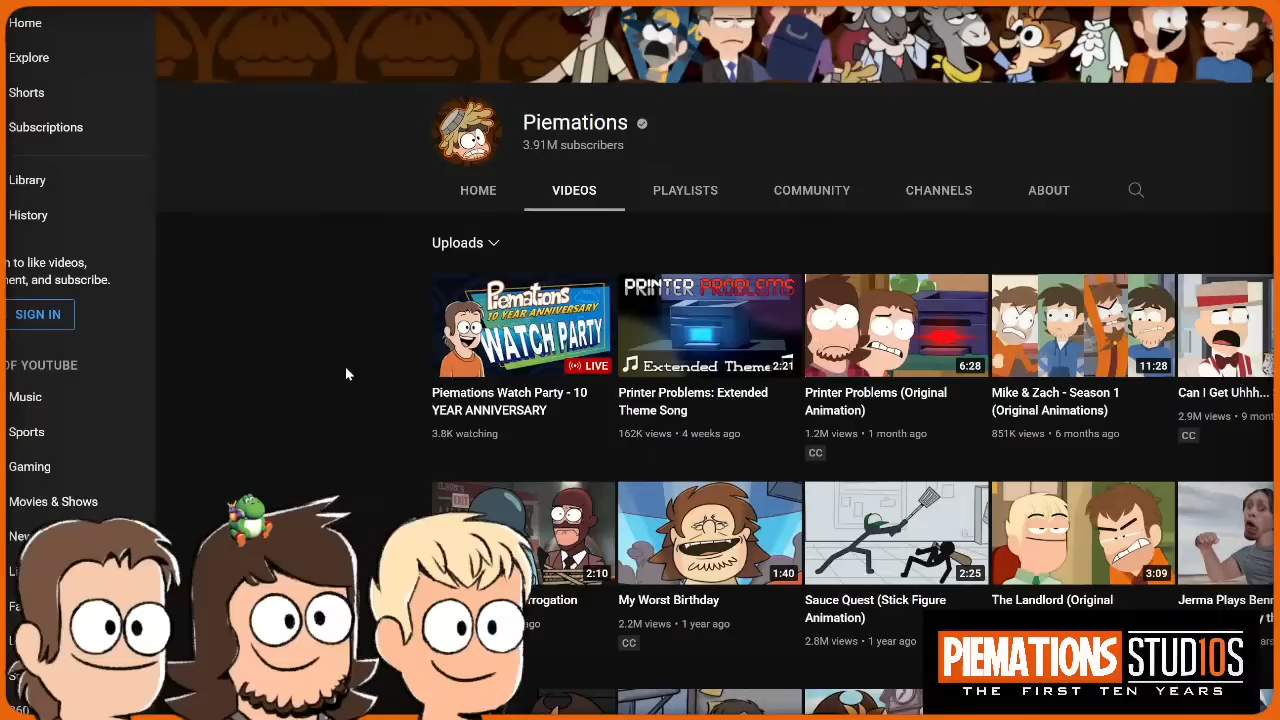 Home
Explore
Shorts
Subscriptions
Library
History
n to like videos,
nent, and subscribe.
SIGN IN
OF YOUTUBE
Music
Sports
Gaming
Movies & Shows
Piemations
3.91M subscribers
HOME VIDEOS PLAYLISTS COMMUNITY CHANNELS ABOUT
Uploads
Piemations
10 YEAR ANNIVERSARY
WATCH PARTY
LIVE
Piemations Watch Party - 10
YEAR ANNIVERSARY
3.8K watching
PRINTER PROBLEMS
Extended Theme
2:21
Printer Problems: Extended
Theme Song
162K views • 4 weeks ago
6:28
Printer Problems (Original
Animation)
1.2M views • 1 month ago
CC
11:28
Mike & Zach - Season 1
(Original Animations)
851K views • 6 months ago
Can I Get Uhhh...
2.9M views • 9 mont
CC
2:10
rrogation
ago
1:40
My Worst Birthday
2.2M views • 1 year ago
CC
2:25
Sauce Quest (Stick Figure
Animation)
2.8M views • 1 year ago
3:09
The Landlord (Original
Jerma Plays Ben
PIEMATIONS STUD10S
THE FIRST TEN YEARS